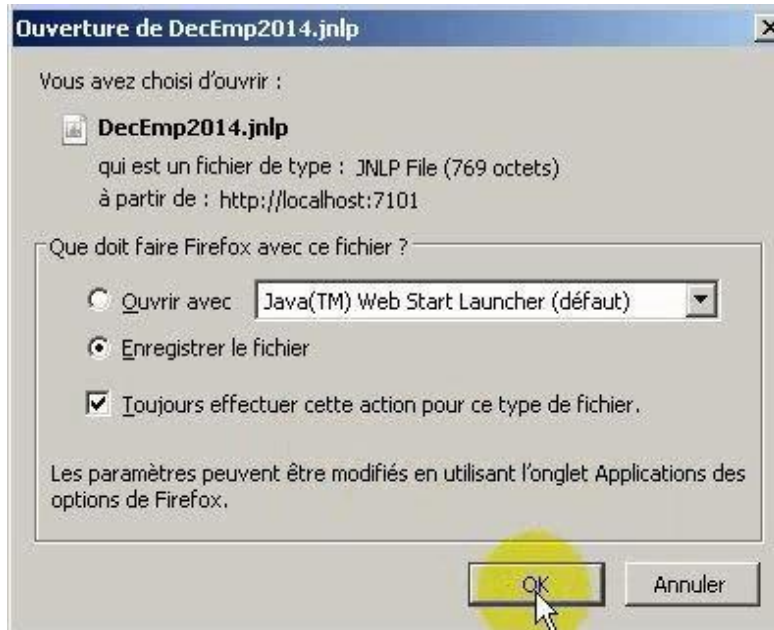 Ouverture de DecEmp2014.jnlp
Vous avez choisi d'ouvrir :
DecEmp2014.jnlp
qui est un fichier de type : JNLP File (769 octets)
à partir de : http://localhost:7101
Que doit faire Firefox avec ce fichier ?
Ouvrir avec Java(TM) Web Start Launcher (défaut)
Enregistrer le fichier
Toujours effectuer cette action pour ce type de fichier.
Les paramètres peuvent être modifiés en utilisant l'onglet Applications des
options de Firefox.
OK Annuler